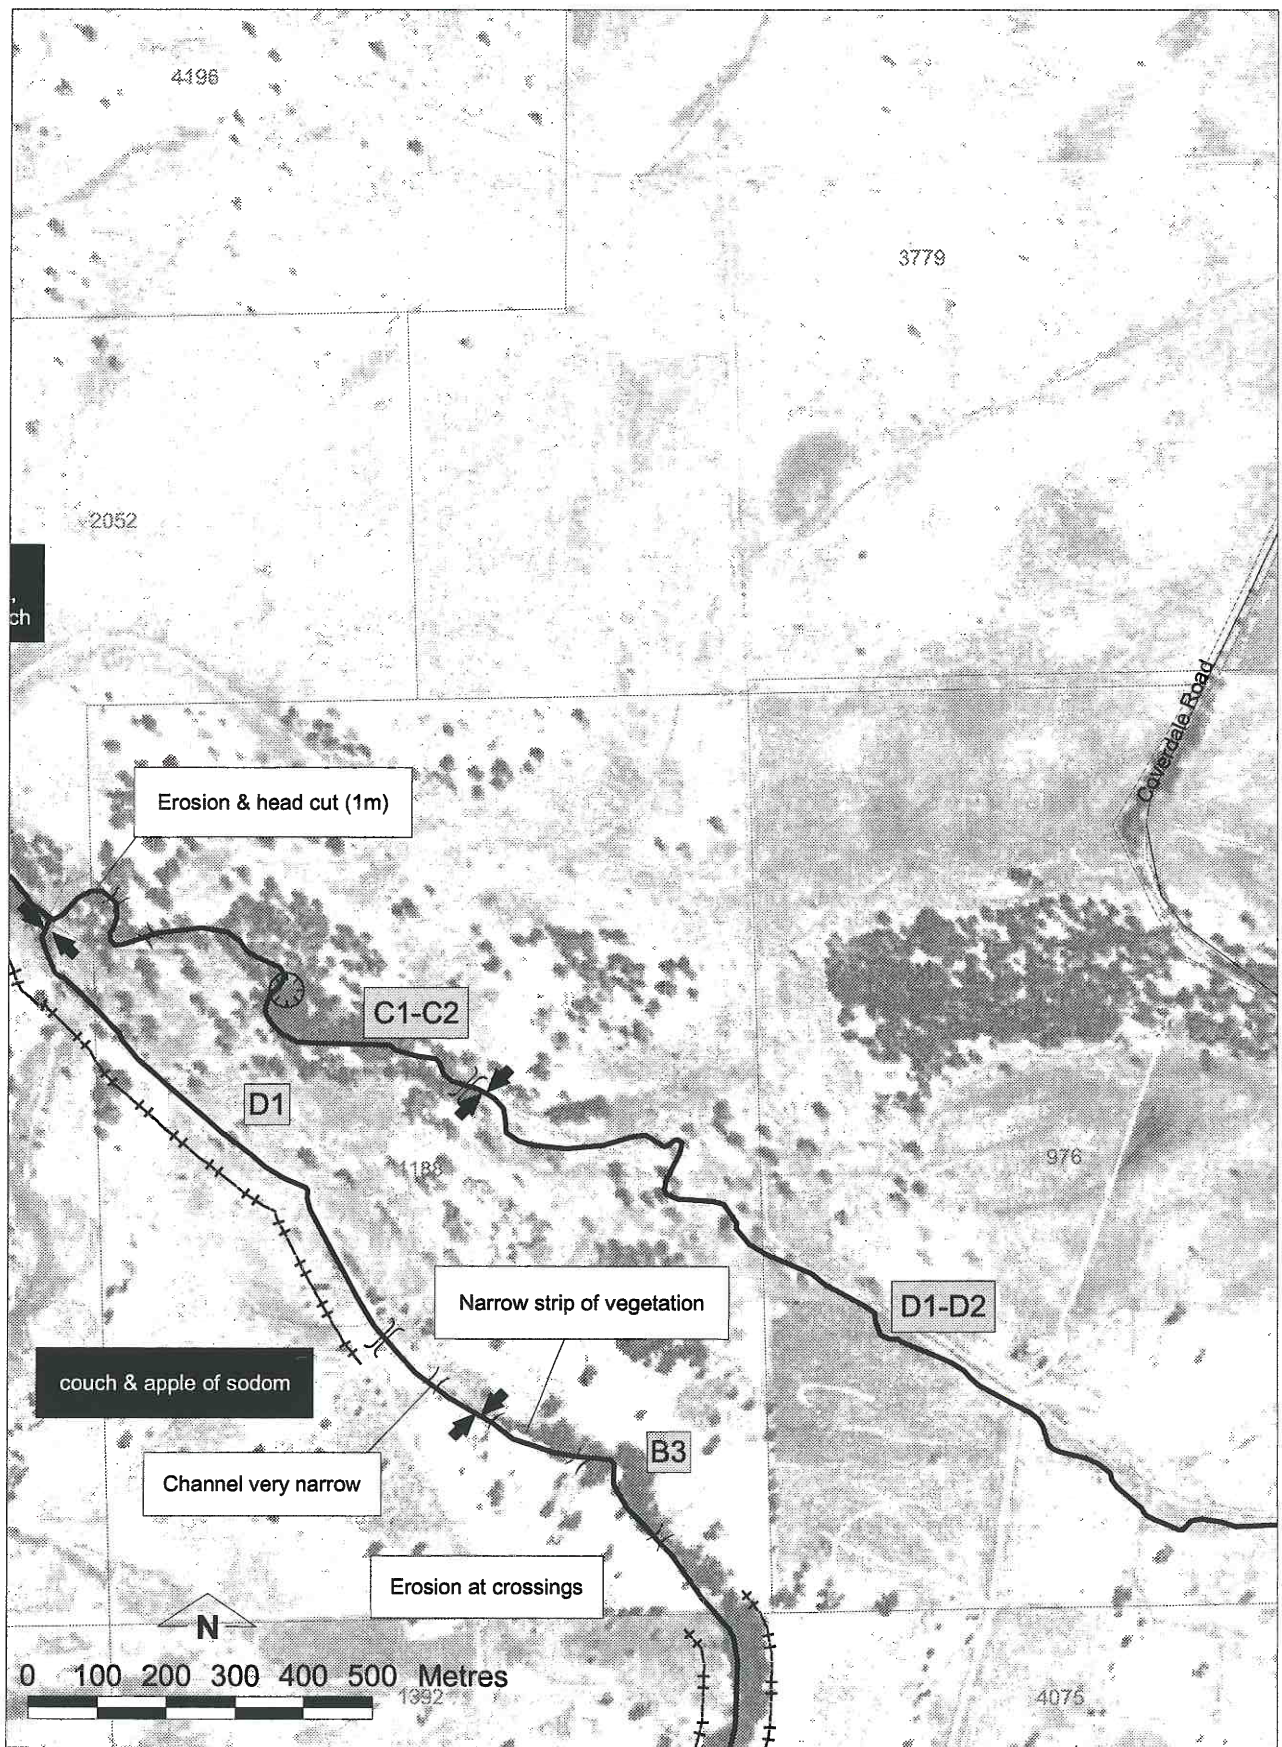 4196
3779
2052
,
ch
Coverdale Road
Erosion & head cut (1m)
C1-C2
D1
1188
976
Narrow strip of vegetation
D1-D2
couch & apple of sodom
B3
Channel very narrow
Erosion at crossings
N
0 100 200 300 400 500 Metres
1392
4075